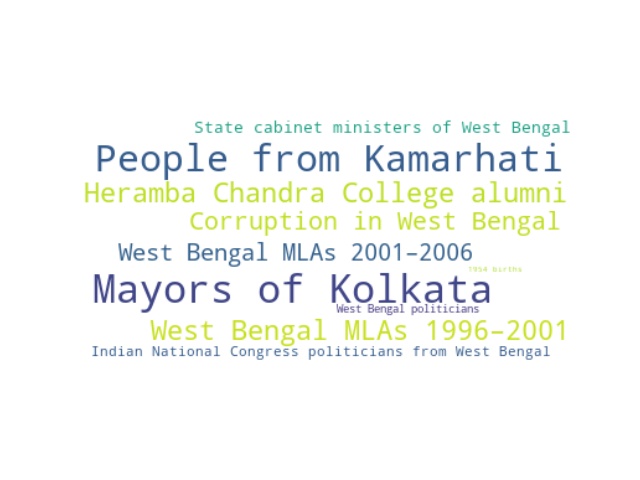 State cabinet ministers of West Bengal
People from Kamarhati
Heramba Chandra College alumni
Corruption in West Bengal
West Bengal MLAs 2001–2006
1954 births
Mayors of Kolkata
West Bengal politicians
West Bengal MLAs 1996–2001
Indian National Congress politicians from West Bengal